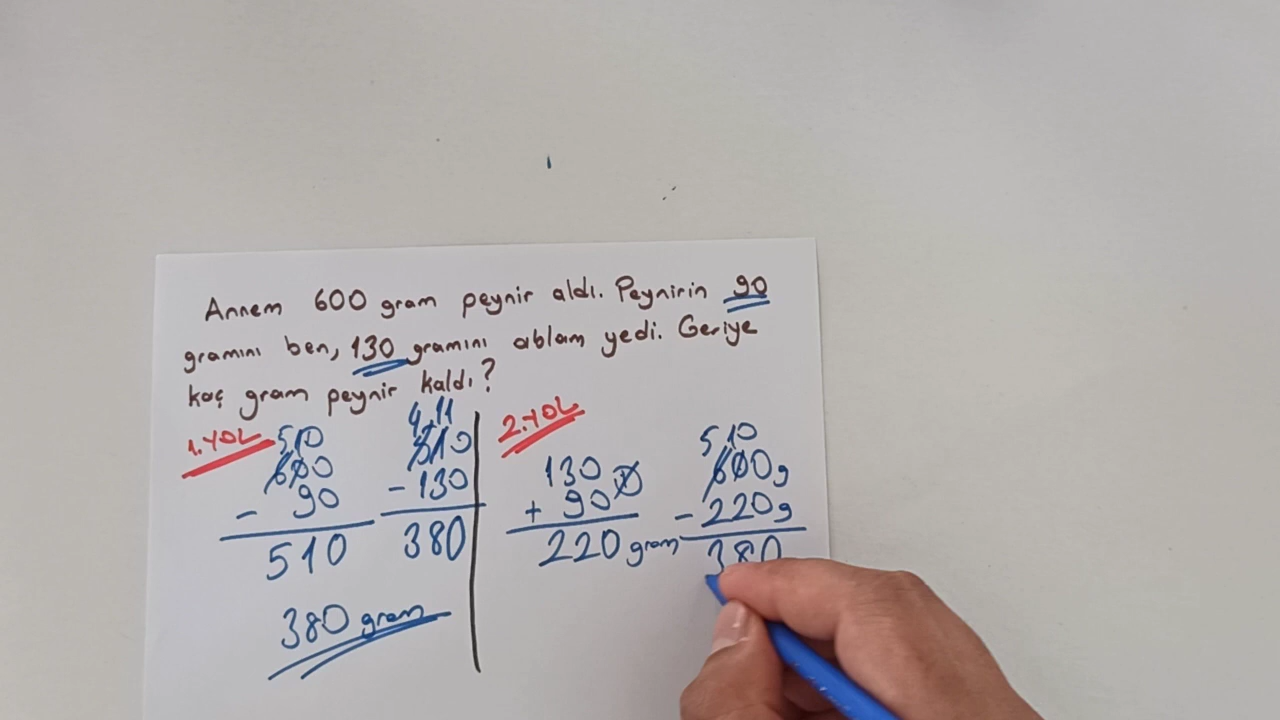 Annem 600 gram peynir aldı. Peynirin 90
gramını ben, 130 gramını ablam yedi. Geriye
kaç gram peynir kaldı?
1.YOL
5 10
600
- 90
510
4 11
510
- 130
380
380 gram
2.YOL
130
+ 90
220 gram
5 10
600g
- 220g
380